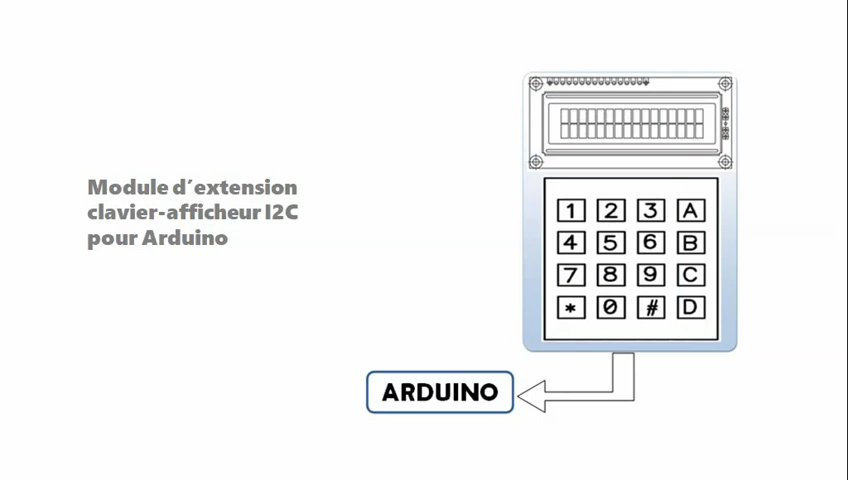 Module d´extension
clavier-afficheur I2C
pour Arduino
1 2 3 A
4 5 6 B
7 8 9 C
* 0 # D
ARDUINO